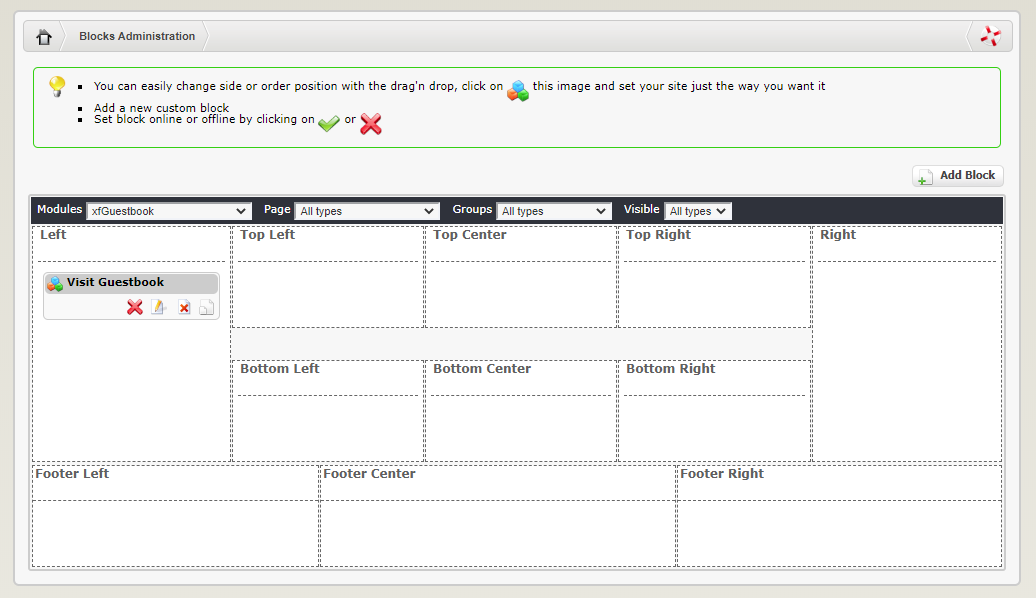 Blocks Administration
You can easily change side or order position with the drag'n drop, click on this image and set your site just the way you want it
Add a new custom block
Set block online or offline by clicking on or
Add Block
Modules xfGuestbook Page All types Groups All types Visible All types
Left Top Left Top Center Top Right Right
Visit Guestbook
Bottom Left Bottom Center Bottom Right
Footer Left Footer Center Footer Right